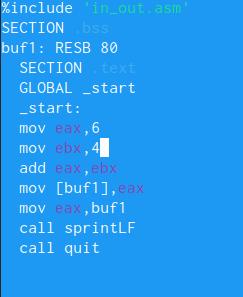 %include 'in_out.asm'
SECTION .bss
buf1: RESB 80
SECTION .text
GLOBAL _start
_start:
mov eax,6
mov ebx,4
add eax,ebx
mov [buf1],eax
mov eax,buf1
call sprintLF
call quit